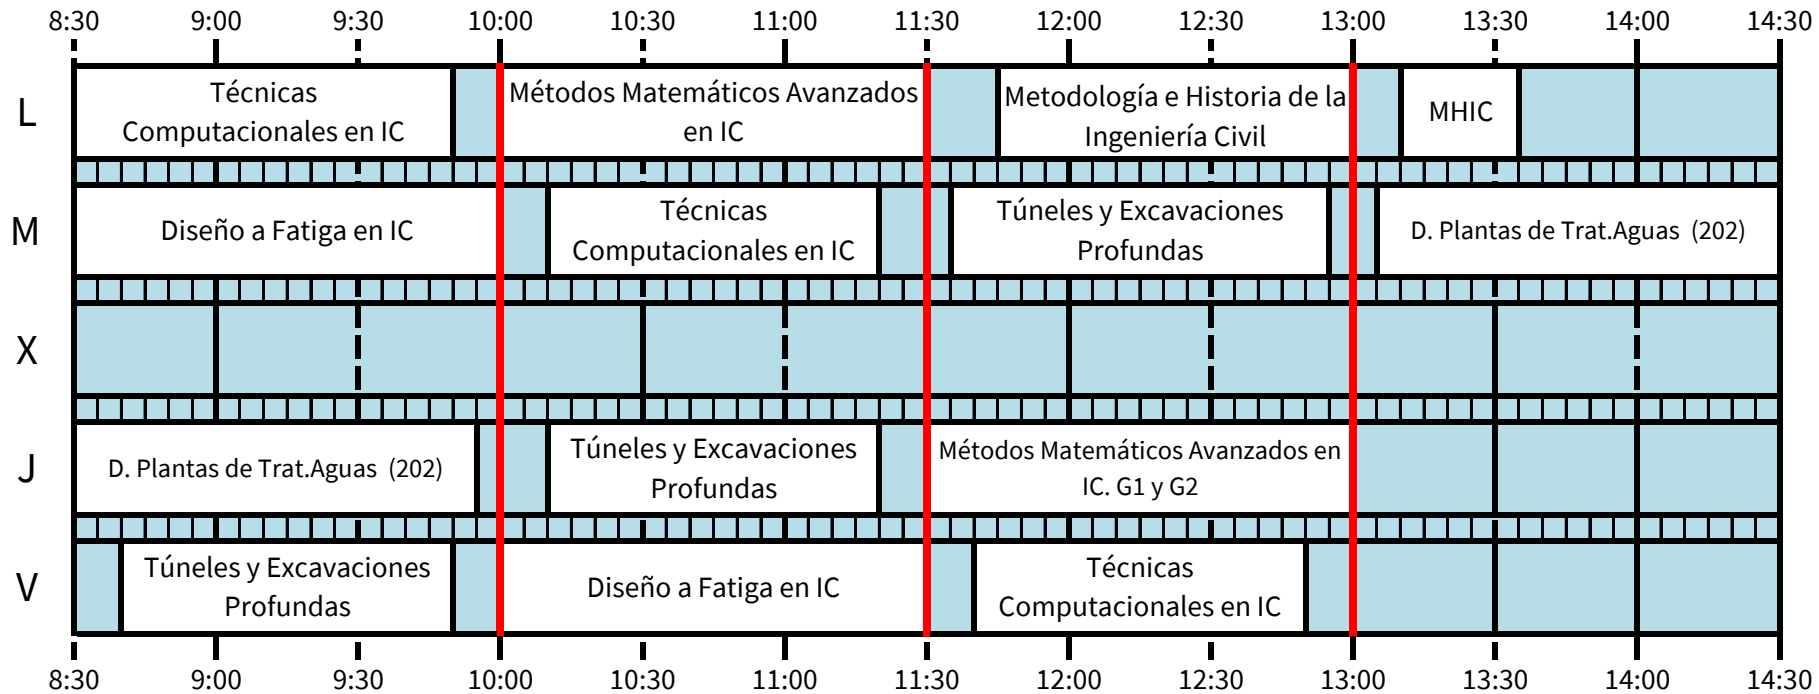 8:30 9:00 9:30 10:00 10:30 11:00 11:30 12:00 12:30 13:00 13:30 14:00 14:30
L
Técnicas
Computacionales en IC
Métodos Matemáticos Avanzados
en IC
Metodología e Historia de la
Ingeniería Civil
MHIC
M
Diseño a Fatiga en IC
Técnicas
Computacionales en IC
Túneles y Excavaciones
Profundas
D. Plantas de Trat.Aguas (202)
X
J
D. Plantas de Trat.Aguas (202)
Túneles y Excavaciones
Profundas
Métodos Matemáticos Avanzados en
IC. G1 y G2
V
Túneles y Excavaciones
Profundas
Diseño a Fatiga en IC
Técnicas
Computacionales en IC
8:30 9:00 9:30 10:00 10:30 11:00 11:30 12:00 12:30 13:00 13:30 14:00 14:30